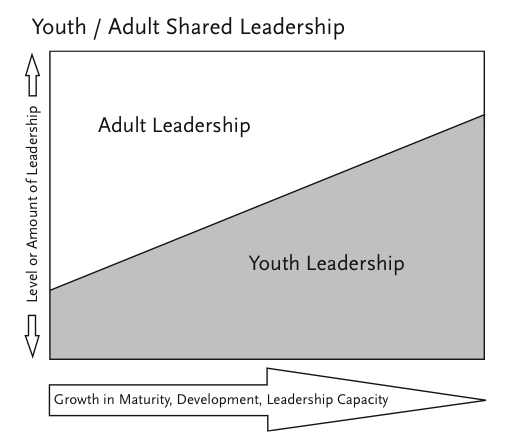 Youth / Adult Shared Leadership
Adult Leadership
Level or Amount of Leadership
Youth Leadership
Growth in Maturity, Development, Leadership Capacity